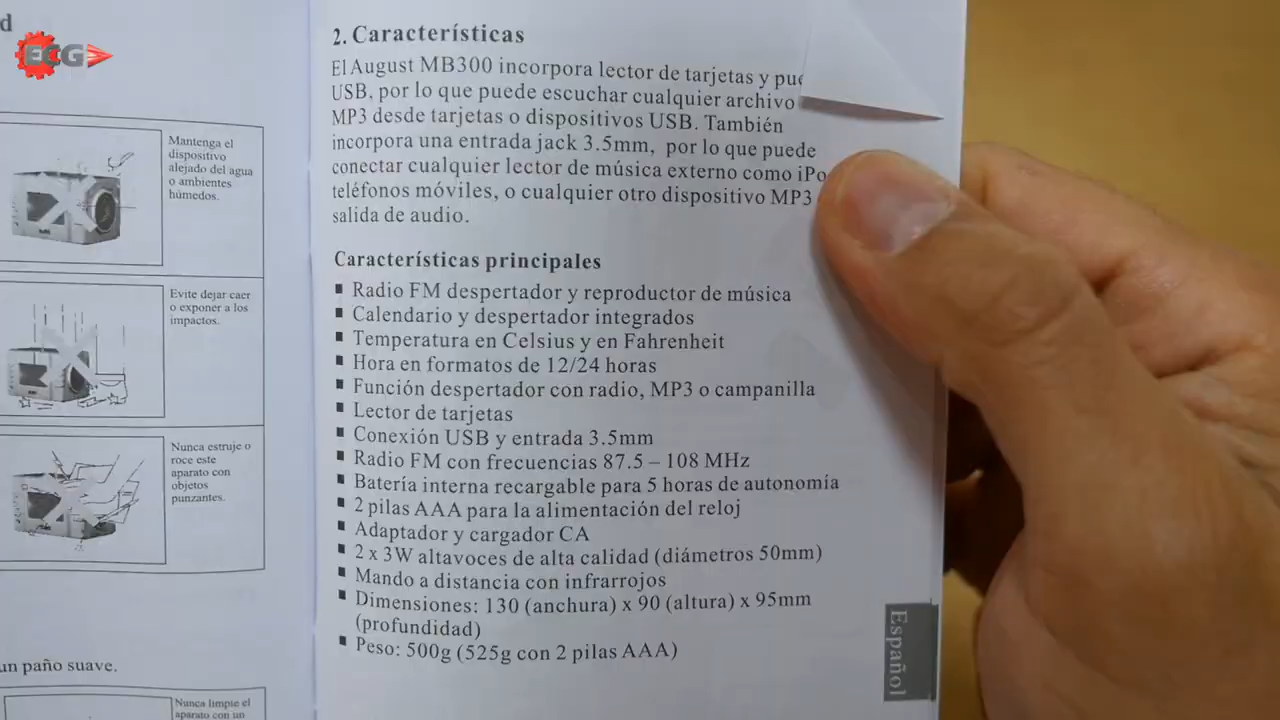 d
ECG
Mantenga el
dispositivo
alejado del agua
o ambientes
húmedos.
Evite dejar caer
o exponer a los
impactos.
Nunca estruje o
roce este
aparato con
objetos
punzantes.
un paño suave.
Nunca limpie el
aparato con un
2. Características
El August MB300 incorpora lector de tarjetas y
USB, por lo que puede escuchar cualquier archivo
MP3 desde tarjetas o dispositivos USB. También
incorpora una entrada jack 3.5mm, por lo que puede
conectar cualquier lector de música externo como
teléfonos móviles, o cualquier otro dispositivo MP3
salida de audio.
Características principales
▪ Radio FM despertador y reproductor de música
▪ Calendario y despertador integrados
▪ Temperatura en Celsius y en Fahrenheit
▪ Hora en formatos de 12/24 horas
▪ Función despertador con radio, MP3 o campanilla
▪ Lector de tarjetas
▪ Conexión USB y entrada 3.5mm
▪ Radio FM con frecuencias 87.5 – 108 MHz
▪ Batería interna recargable para 5 horas de autonomía
▪ 2 pilas AAA para la alimentación del reloj
▪ Adaptador y cargador CA
▪ 2 x 3W altavoces de alta calidad (diámetros 50mm)
▪ Mando a distancia con infrarrojos
▪ Dimensiones: 130 (anchura) x 90 (altura) x 95mm
(profundidad)
▪ Peso: 500g (525g con 2 pilas AAA)
Español